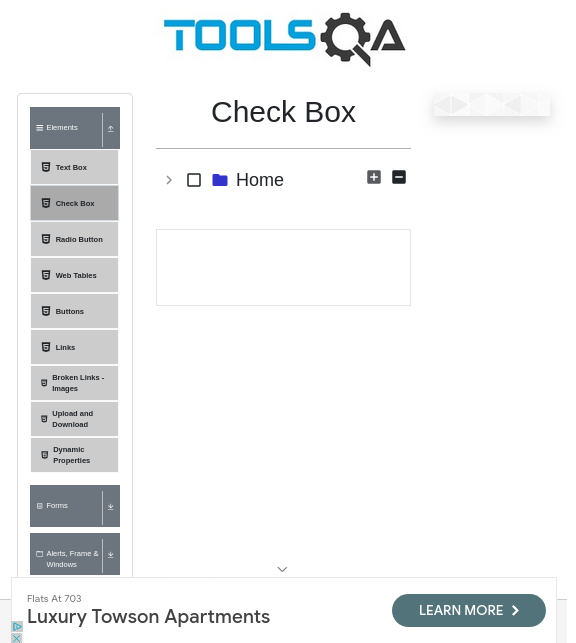 TOOLSQA
Check Box
Elements
Text Box
Check Box
Radio Button
Web Tables
Buttons
Links
Broken Links -
Images
Upload and
Download
Dynamic
Properties
Forms
Alerts, Frame &
Windows
Home
Flats At 703
Luxury Towson Apartments
LEARN MORE